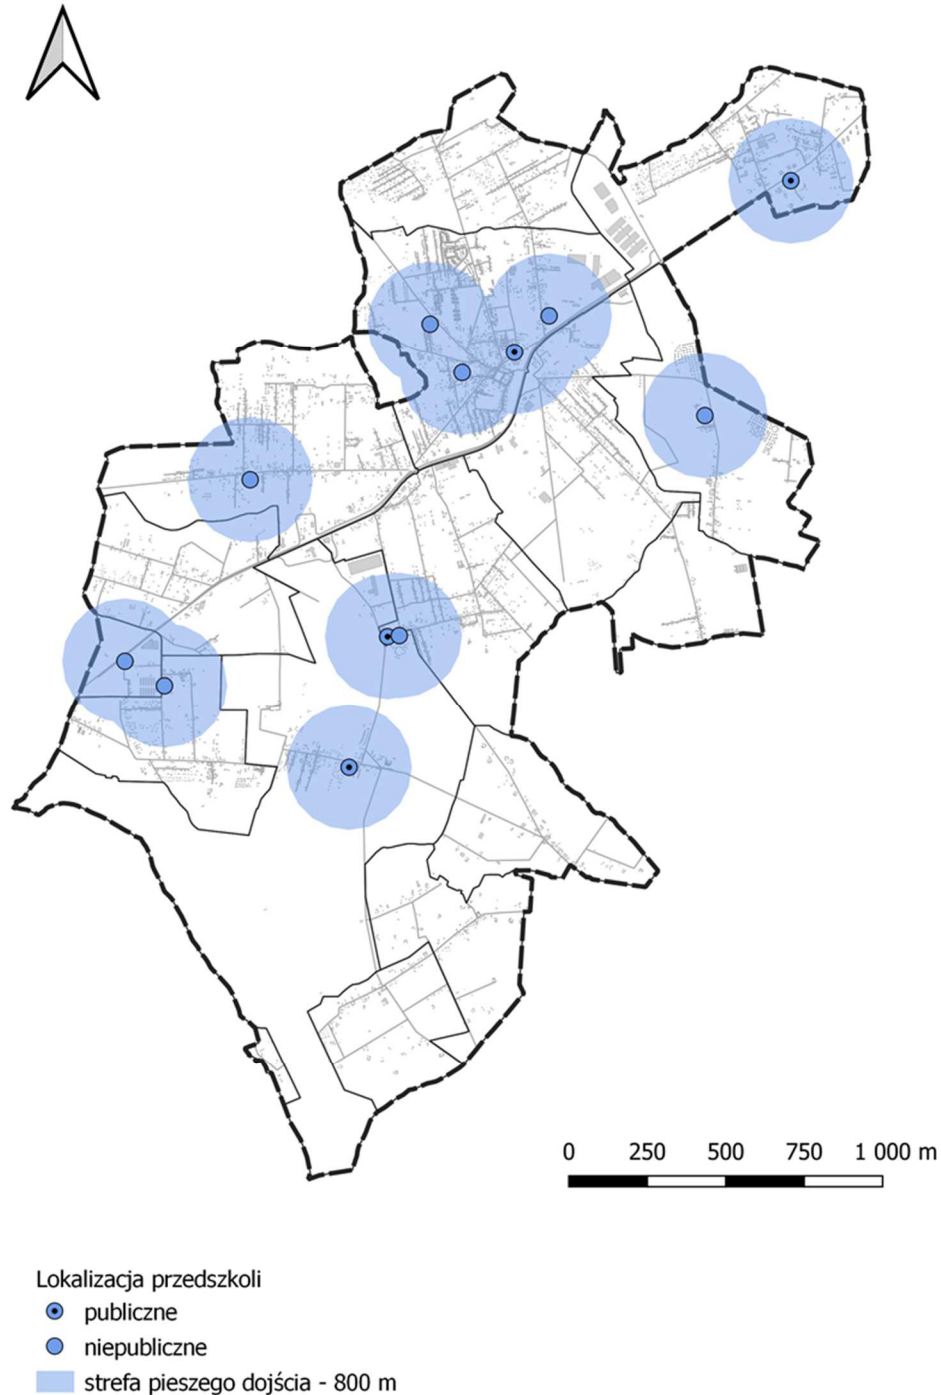 0 250 500 750 1 000 m
Lokalizacja przedszkoli
publiczne
niepubliczne
strefa pieszego dojścia - 800 m